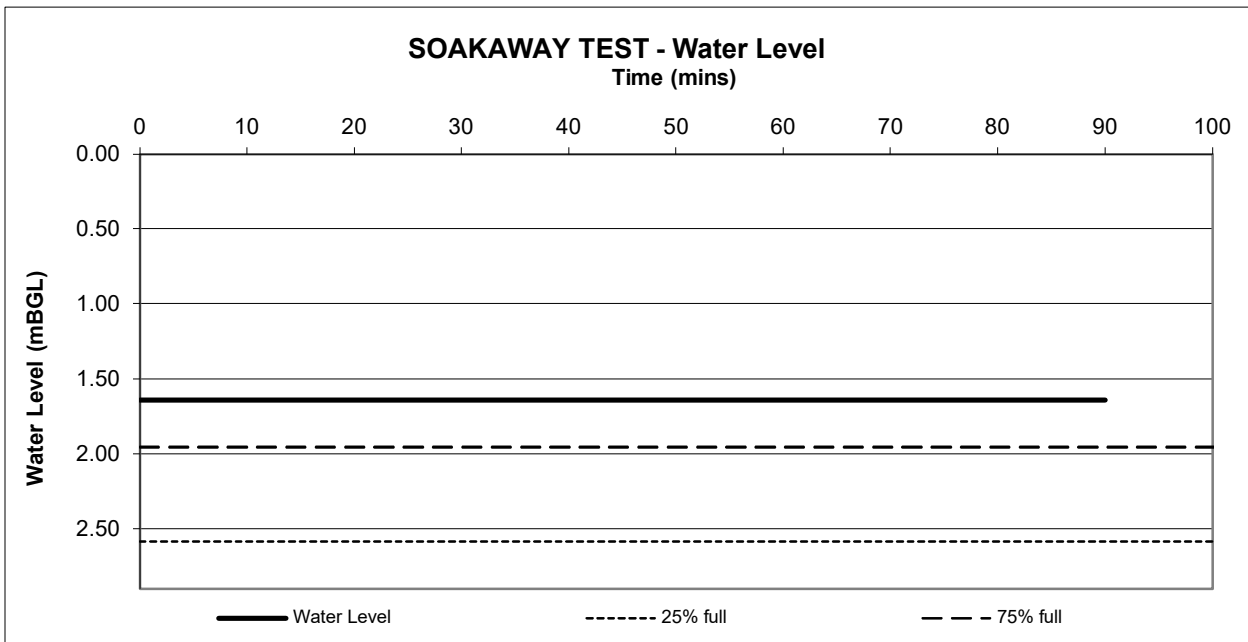 SOAKAWAY TEST - Water Level
Time (mins)
0 10 20 30 40 50 60 70 80 90 100
0.00
0.50
1.00
1.50
2.00
2.50
Water Level (mBGL)
Water Level 25% full 75% full